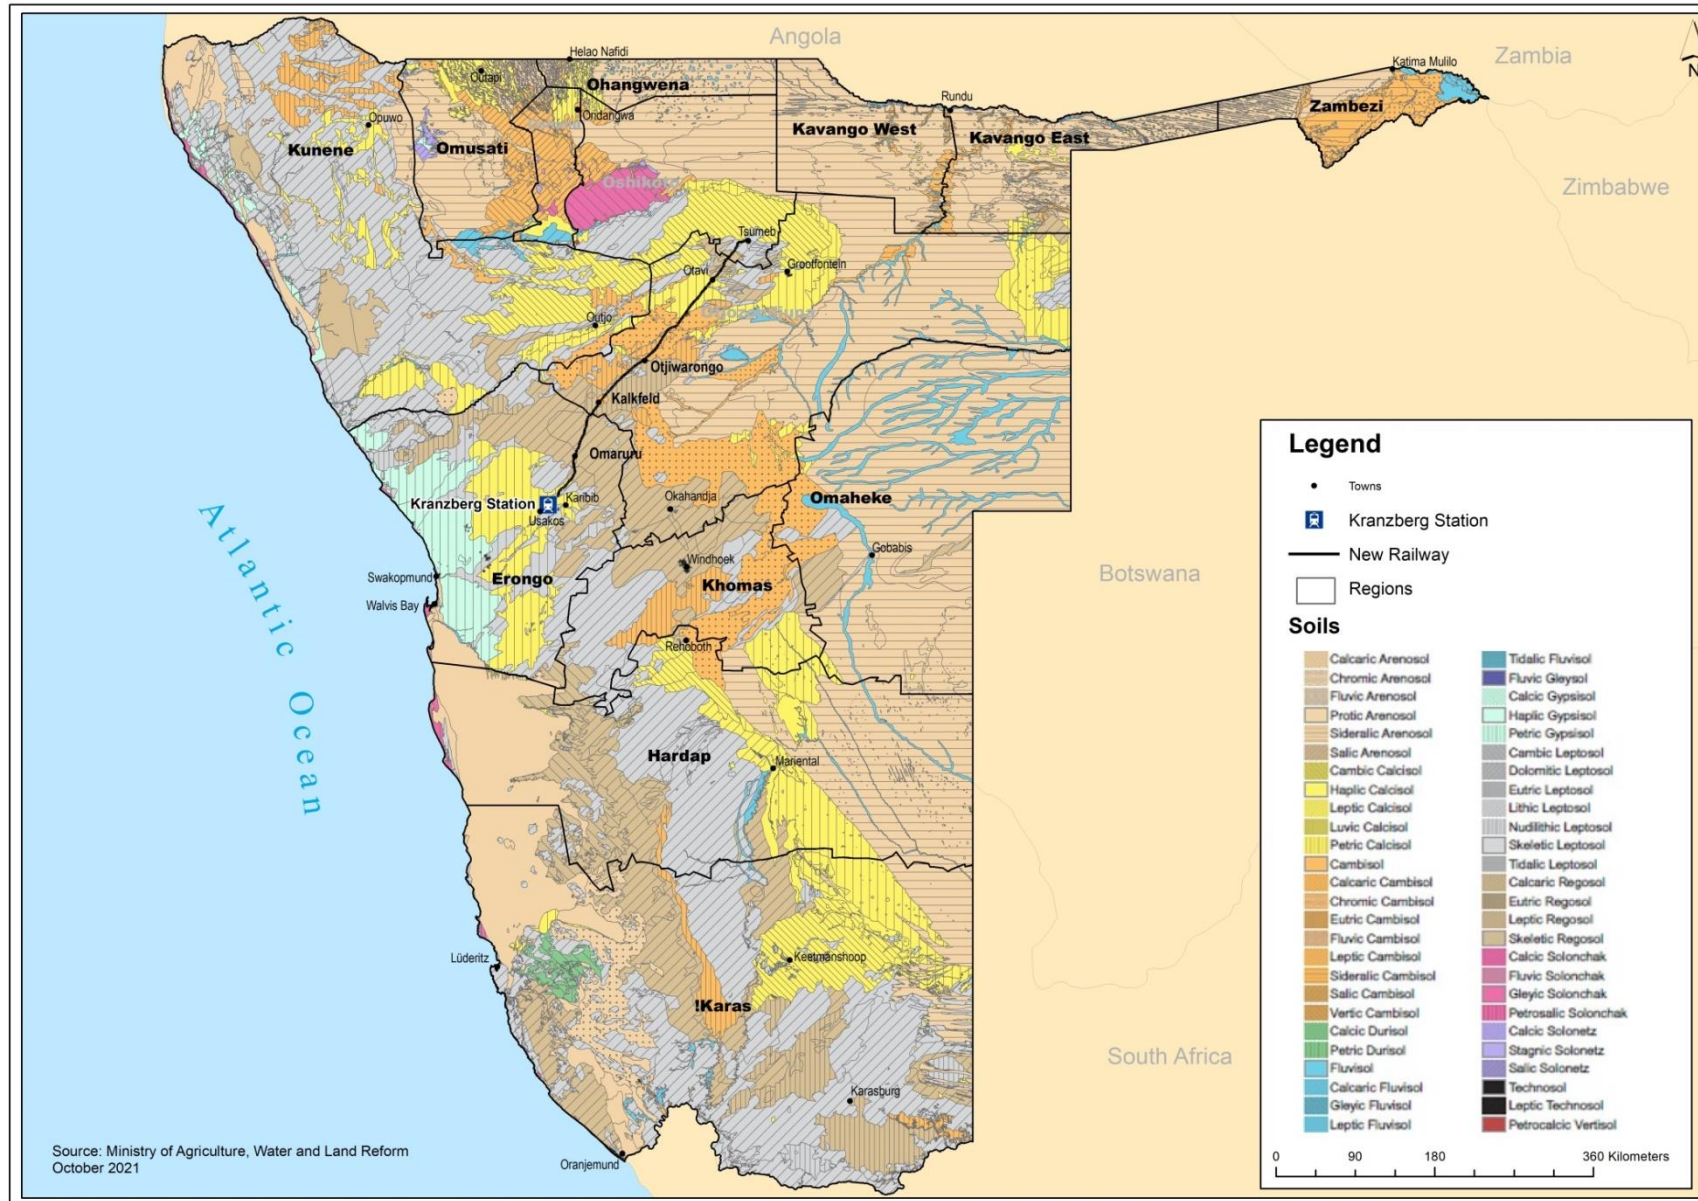 Angola
Zambia
N
Helao Nafidi
Katima Mulilo
Outapi
Ohangwena
Rundu
Zambezi
Ondangwa
Opuwo
Kavango West
Kavango East
Kunene
Omusati
Oshikoto
Zimbabwe
Tsumeb
Otavi
Grootfontein
Otjozondjupa
Outjo
Otjiwarongo
Kalkfeld
Omaruru
Kranzberg Station
Karibib
Usakos
Okahandja
Omaheke
Windhoek
Gobabis
Swakopmund
Erongo
Khomas
Walvis Bay
Botswana
Rehoboth
Atlantic Ocean
Hardap
Mariental
Lüderitz
Keetmanshoop
!Karas
South Africa
Karasburg
Oranjemund
Source: Ministry of Agriculture, Water and Land Reform
October 2021
Legend
Towns
Kranzberg Station
New Railway
Regions
Soils
Calcaric Arenosol
Chromic Arenosol
Fluvic Arenosol
Protic Arenosol
Sideralic Arenosol
Salic Arenosol
Cambic Calcisol
Haplic Calcisol
Leptic Calcisol
Luvic Calcisol
Petric Calcisol
Cambisol
Calcaric Cambisol
Chromic Cambisol
Eutric Cambisol
Fluvic Cambisol
Leptic Cambisol
Sideralic Cambisol
Salic Cambisol
Vertic Cambisol
Calcic Durisol
Petric Durisol
Fluvisol
Calcaric Fluvisol
Gleyic Fluvisol
Leptic Fluvisol
Tidalic Fluvisol
Fluvic Gleysol
Calcic Gypsisol
Haplic Gypsisol
Petric Gypsisol
Cambic Leptosol
Dolomitic Leptosol
Eutric Leptosol
Lithic Leptosol
Nudilithic Leptosol
Skeletic Leptosol
Tidalic Leptosol
Calcaric Regosol
Eutric Regosol
Leptic Regosol
Skeletic Regosol
Calcic Solonchak
Fluvic Solonchak
Gleyic Solonchak
Petrosalic Solonchak
Calcic Solonetz
Stagnic Solonetz
Salic Solonetz
Technosol
Leptic Technosol
Petrocalcic Vertisol
0 90 180 360 Kilometers